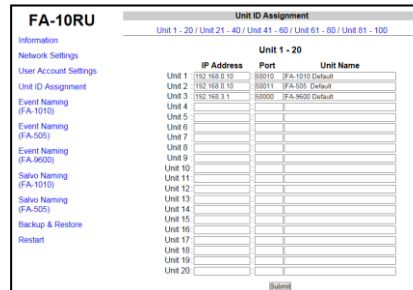 FA-10RU
Information
Network Settings
User Account Settings
Unit ID Assignment
Event Naming
(FA-1010)
Event Naming
(FA-505)
Event Naming
(FA-9600)
Salvo Naming
(FA-1010)
Salvo Naming
(FA-505)
Backup & Restore
Restart
Unit ID Assignment
Unit 1 - 20 / Unit 21 - 40 / Unit 41 - 60 / Unit 61 - 80 / Unit 81 - 100
Unit 1 - 20
IP Address Port Unit Name
Unit 1 : 192.168.0.10 : 50010 FA-1010 Default
Unit 2 : 192.168.0.10 : 50011 FA-505 Default
Unit 3 : 192.168.3.1 : 50000 FA-9600 Default
Unit 4 : :
Unit 5 : :
Unit 6 : :
Unit 7 : :
Unit 8 : :
Unit 9 : :
Unit 10 : :
Unit 11 : :
Unit 12 : :
Unit 13 : :
Unit 14 : :
Unit 15 : :
Unit 16 : :
Unit 17 : :
Unit 18 : :
Unit 19 : :
Unit 20 : :
Submit